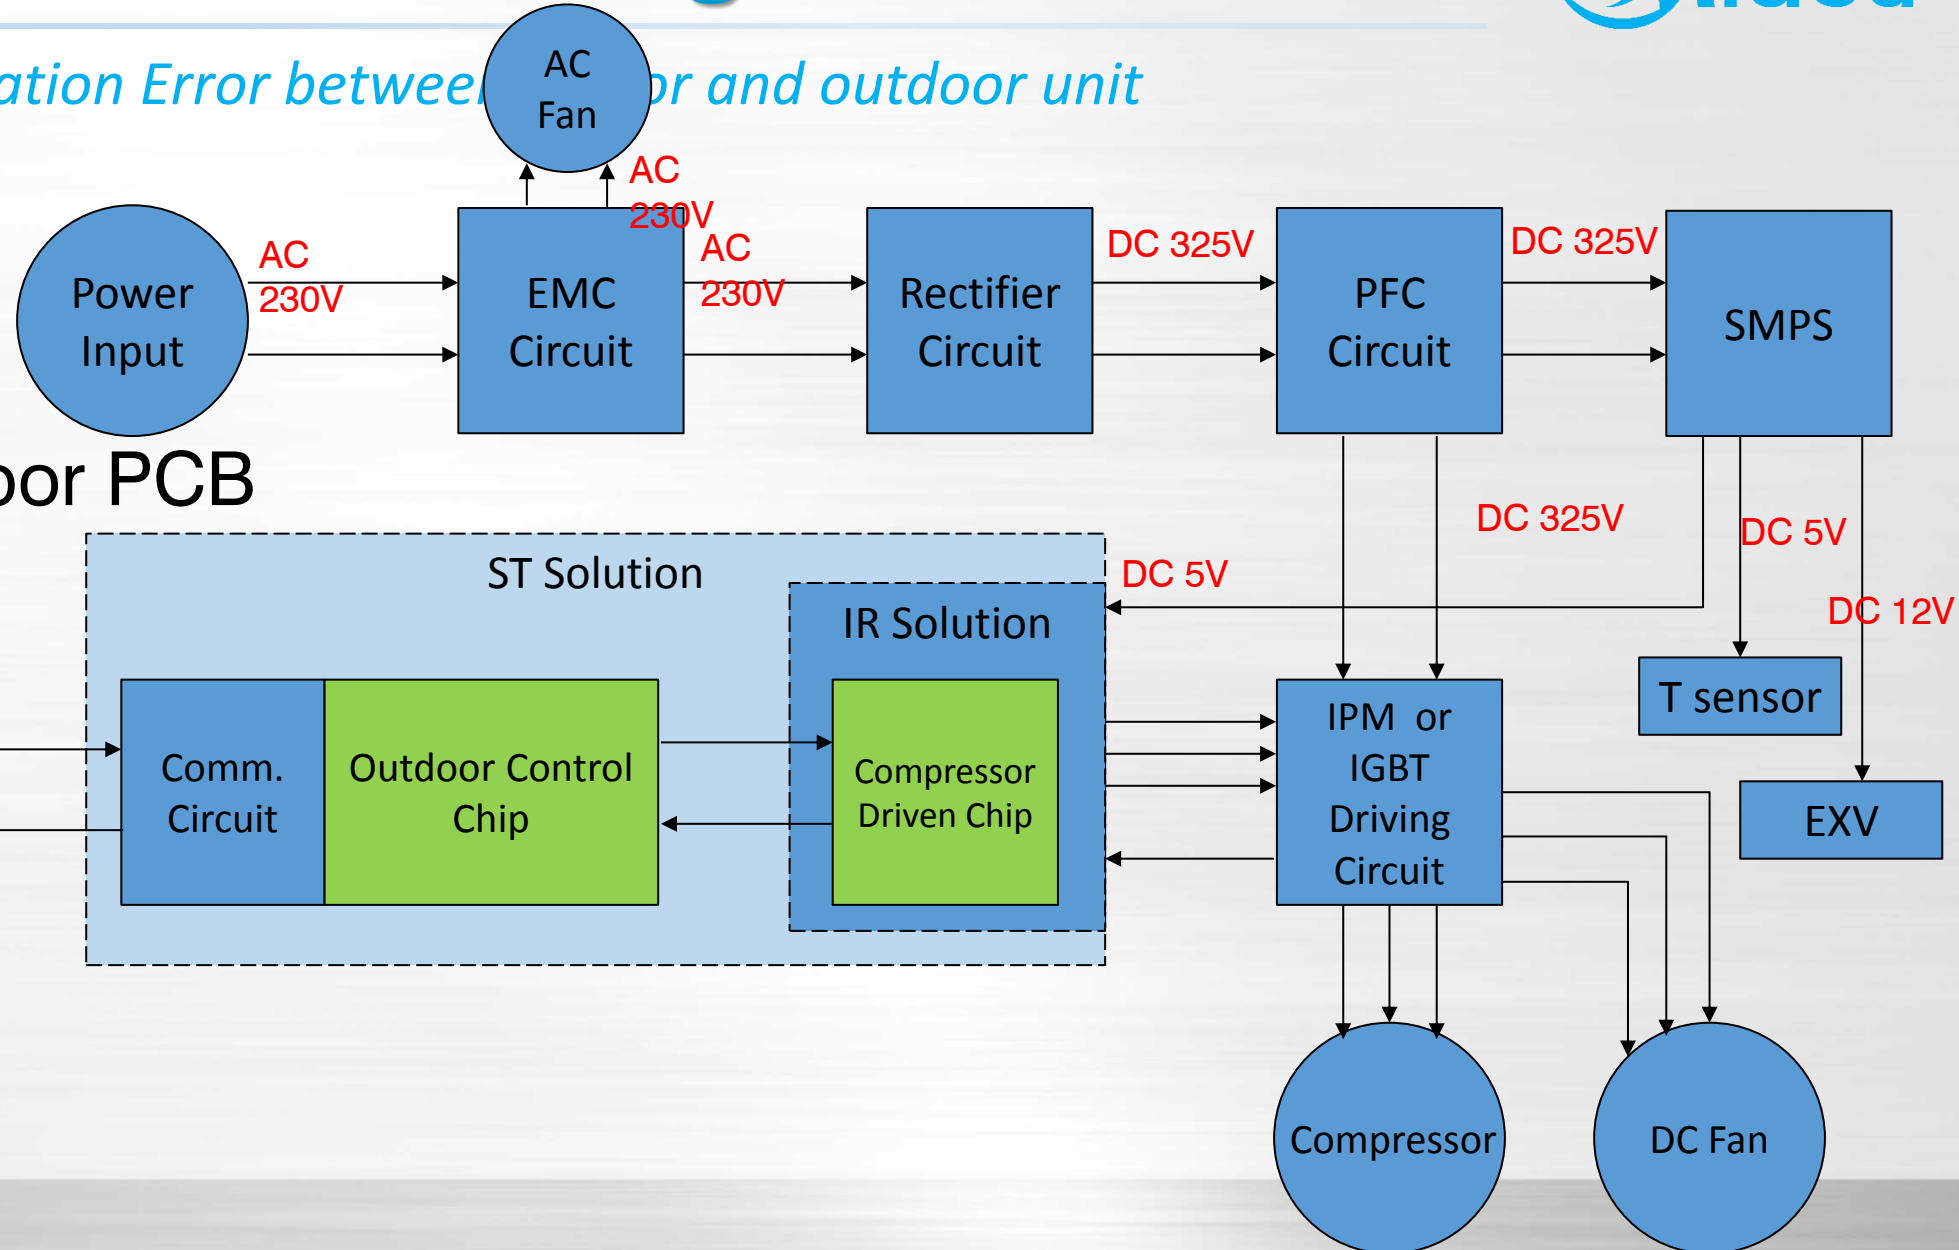 ation Error between
or and outdoor unit
AC
Fan
AC
230V
Power
Input
AC
230V
EMC
Circuit
AC
230V
Rectifier
Circuit
DC 325V
PFC
Circuit
DC 325V
SMPS
oor PCB
DC 325V
DC 5V
DC 12V
ST Solution
DC 5V
IR Solution
Comm.
Circuit
Outdoor Control
Chip
Compressor
Driven Chip
IPM or
IGBT
Driving
Circuit
T sensor
EXV
Compressor
DC Fan